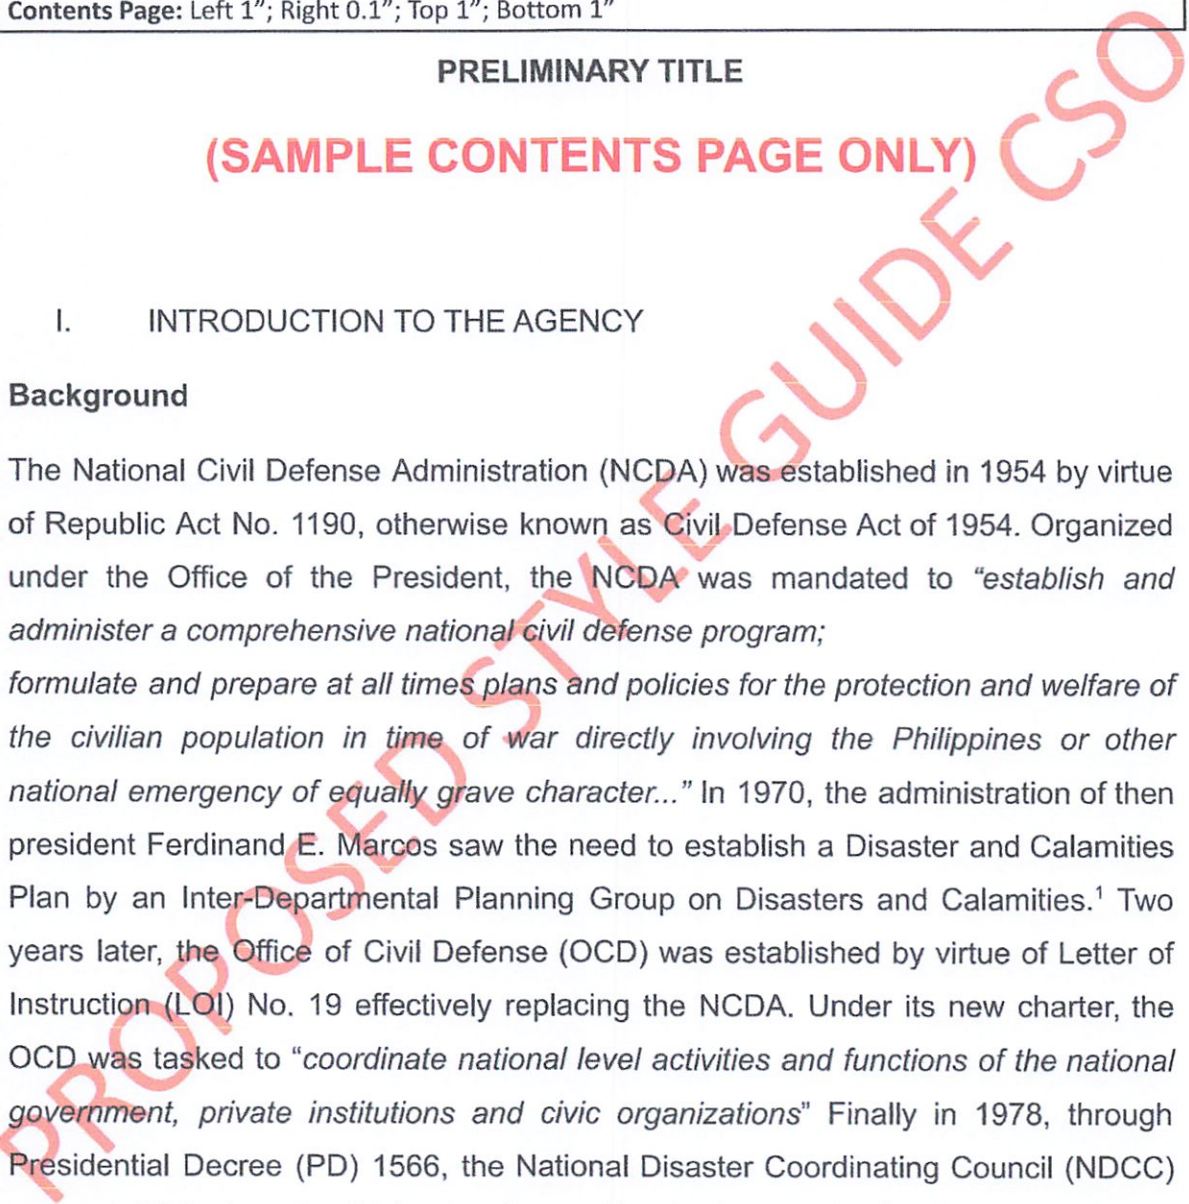 Contents Page: Left 1”; Right 0.1”; Top 1”; Bottom 1”
PRELIMINARY TITLE
(SAMPLE CONTENTS PAGE ONLY)
I. INTRODUCTION TO THE AGENCY
Background
The National Civil Defense Administration (NCDA) was established in 1954 by virtue
of Republic Act No. 1190, otherwise known as Civil Defense Act of 1954. Organized
under the Office of the President, the NCDA was mandated to “establish and
administer a comprehensive national civil defense program;
formulate and prepare at all times plans and policies for the protection and welfare of
the civilian population in time of war directly involving the Philippines or other
national emergency of equally grave character...” In 1970, the administration of then
president Ferdinand E. Marcos saw the need to establish a Disaster and Calamities
Plan by an Inter-Departmental Planning Group on Disasters and Calamities.¹ Two
years later, the Office of Civil Defense (OCD) was established by virtue of Letter of
Instruction (LOI) No. 19 effectively replacing the NCDA. Under its new charter, the
OCD was tasked to “coordinate national level activities and functions of the national
government, private institutions and civic organizations” Finally in 1978, through
Presidential Decree (PD) 1566, the National Disaster Coordinating Council (NDCC)
PROPOSED STYLE GUIDE CSO